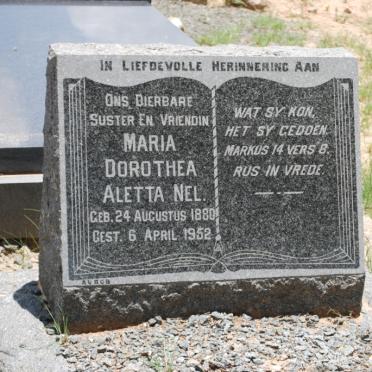 IN LIEFDEVOLLE HERINNERING AAN
ONS DIERBARE
SUSTER EN VRIENDIN
MARIA
DOROTHEA
ALETTA NEL.
GEB. 24 AUGUSTUS 1880
GEST. 6 APRIL 1952.
WAT SY KON,
HET SY GEDOEN.
MARKUS 14 VERS 8.
RUS IN VREDE.